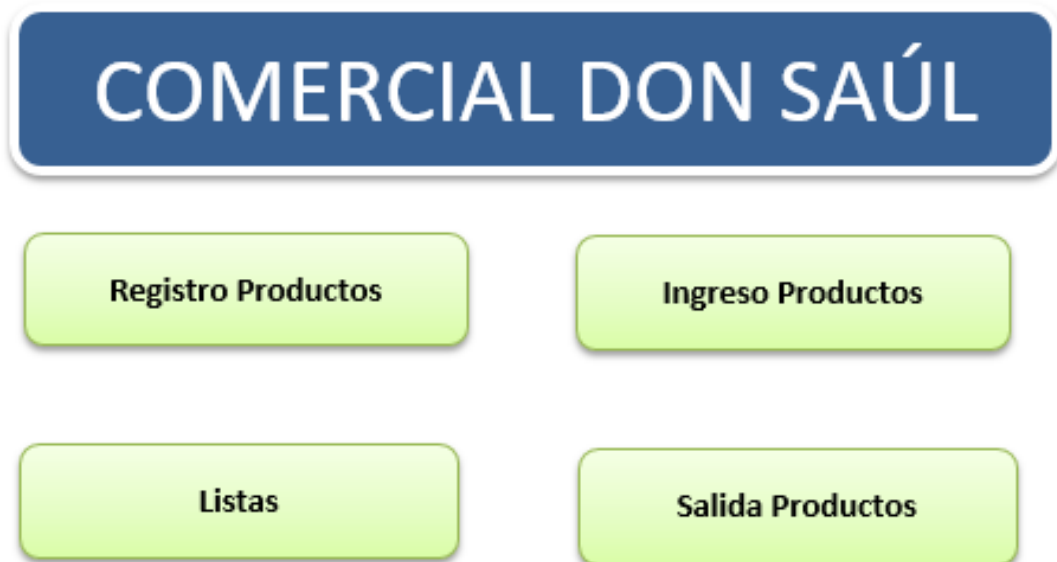 COMERCIAL DON SAÚL
Registro Productos
Ingreso Productos
Listas
Salida Productos